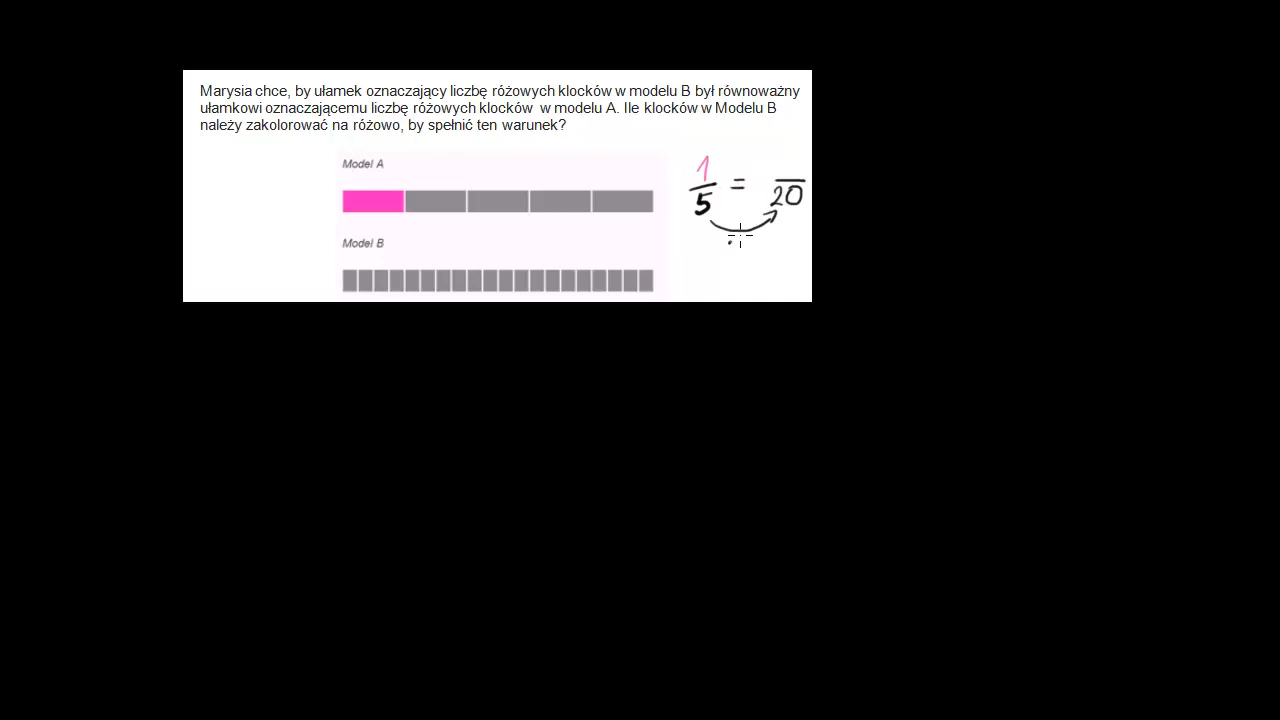 Marysia chce, by ułamek oznaczający liczbę różowych klocków w modelu B był równoważny
ułamkowi oznaczającemu liczbę różowych klocków w modelu A. Ile klocków w Modelu B
należy zakolorować na różowo, by spełnić ten warunek?
Model A
1
5
=
20
·
Model B